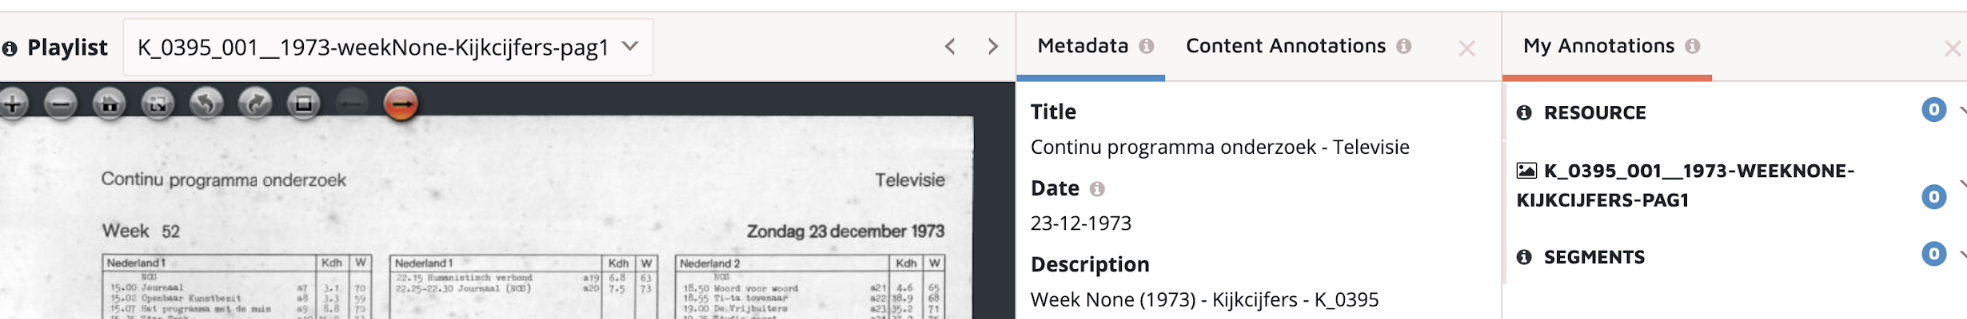 Playlist K_0395_001__1973-weekNone-Kijkcijfers-pag1
Continu programma onderzoek Televisie
Week 52 Zondag 23 december 1973
Nederland 1 Kdh W
NOS
15.00 Journaal a7 3.1 70
15.02 Openbaar Kunstbezit a8 3.3 59
15.07 Het programma met de muis a9
Nederland 1 Kdh W
22.15 Humanistisch verbond a19 6.8 63
22.25-22.30 Journaal (NOS) a20 7.5 73
Nederland 2 Kdh W
NOS
18.50 Woord voor woord a21 4.6 65
18.55 Ti-ta tovenaar a22 18.9 68
19.00 De Vrijbuiters a23 35.2 71
Metadata Content Annotations
Title
Continu programma onderzoek - Televisie
Date
23-12-1973
Description
Week None (1973) - Kijkcijfers - K_0395
My Annotations
RESOURCE 0
K_0395_001__1973-WEEKNONE-
KIJKCIJFERS-PAG1 0
SEGMENTS 0